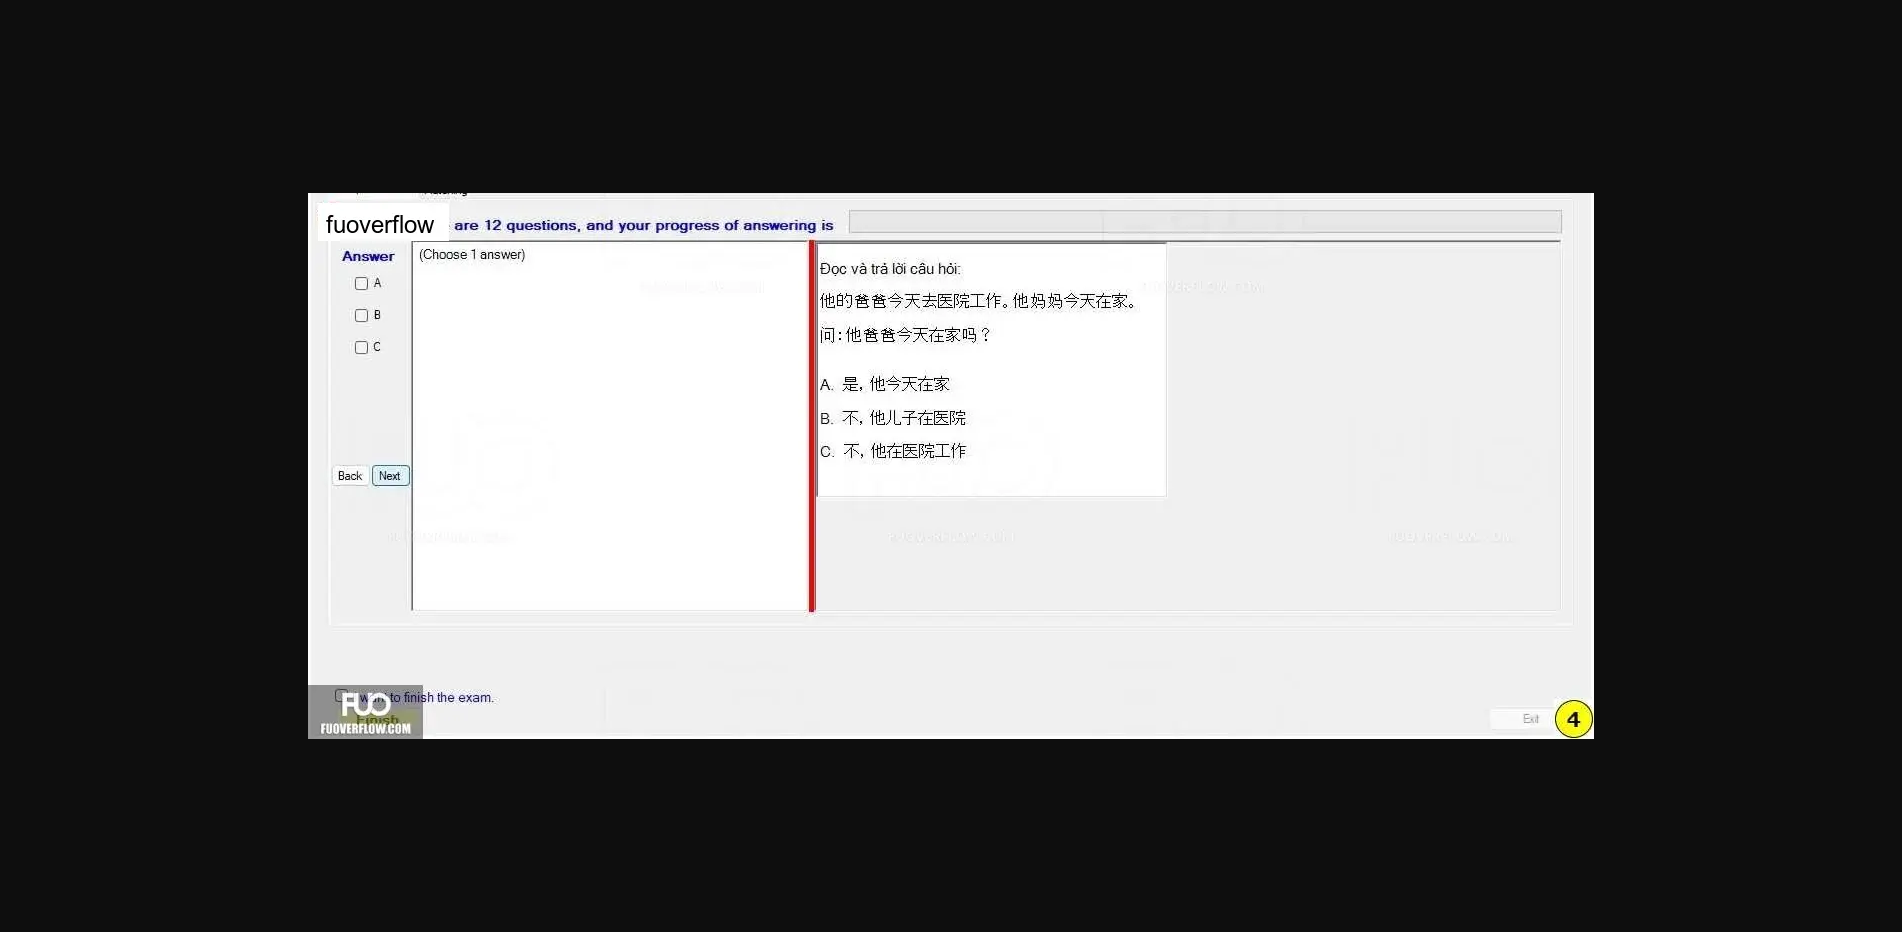 fuoverflow are 12 questions, and your progress of answering is
Answer
(Choose 1 answer)
A
B
C
Back Next
Đọc và trả lời câu hỏi:
他的爸爸今天去医院工作。他妈妈今天在家。
问:他爸爸今天在家吗？
A. 是, 他今天在家
B. 不, 他儿子在医院
C. 不, 他在医院工作
to finish the exam.
Finish
FUO
FUOVERFLOW.COM
Exit
4